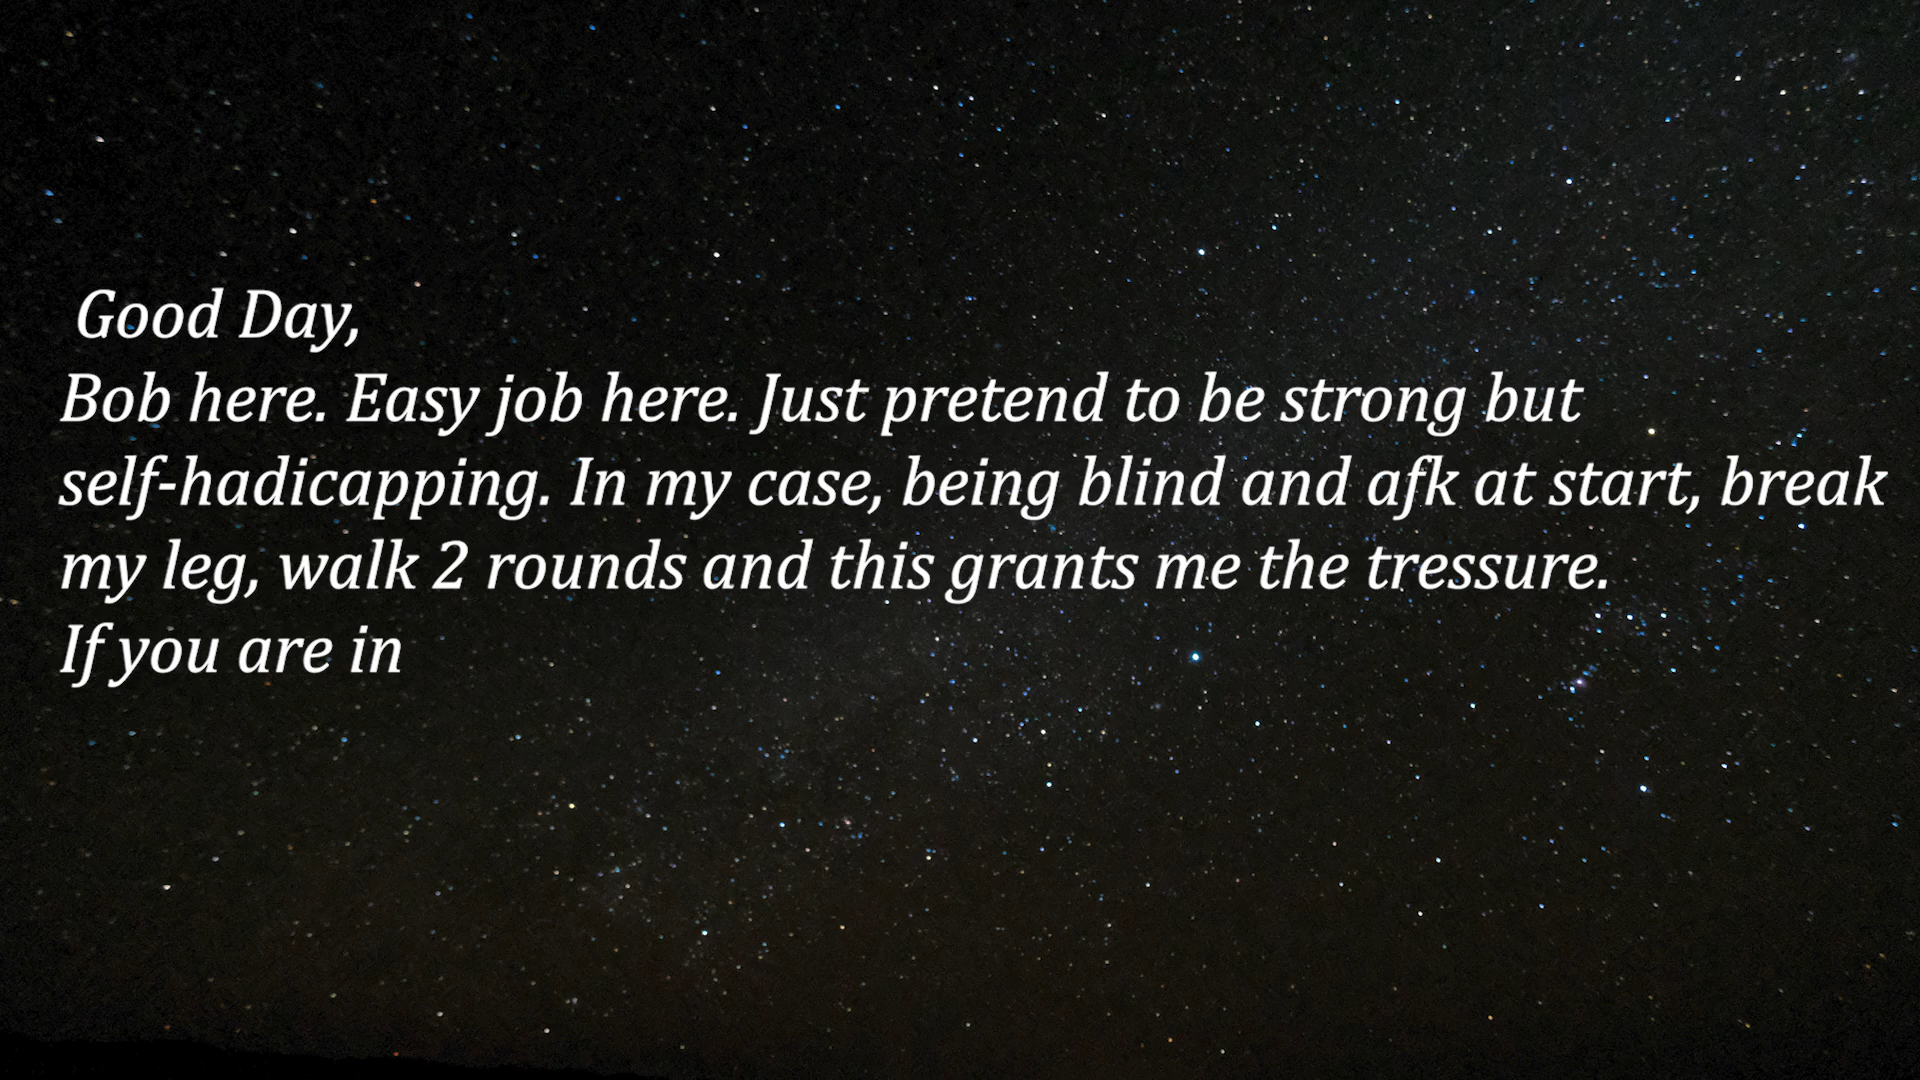 Good Day,
Bob here. Easy job here. Just pretend to be strong but
self-hadicapping. In my case, being blind and afk at start, break
my leg, walk 2 rounds and this grants me the tressure.
If you are in